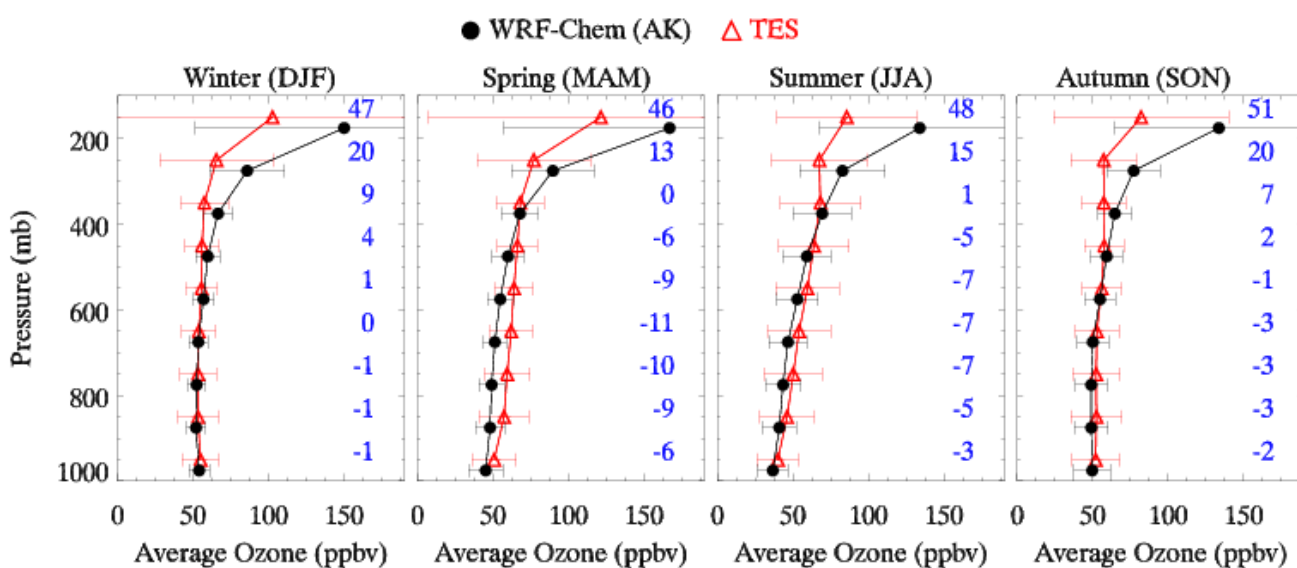 WRF-Chem (AK) TES
Winter (DJF) Spring (MAM) Summer (JJA) Autumn (SON)
47 46 48 51
200
20 13 15 20
9 0 1 7
400
4 -6 -5 2
1 -9 -7 -1
600
0 -11 -7 -3
-1 -10 -7 -3
800
-1 -9 -5 -3
-1 -6 -3 -2
1000
Pressure (mb)
0 50 100 150 0 50 100 150 0 50 100 150 0 50 100 150
Average Ozone (ppbv) Average Ozone (ppbv) Average Ozone (ppbv) Average Ozone (ppbv)